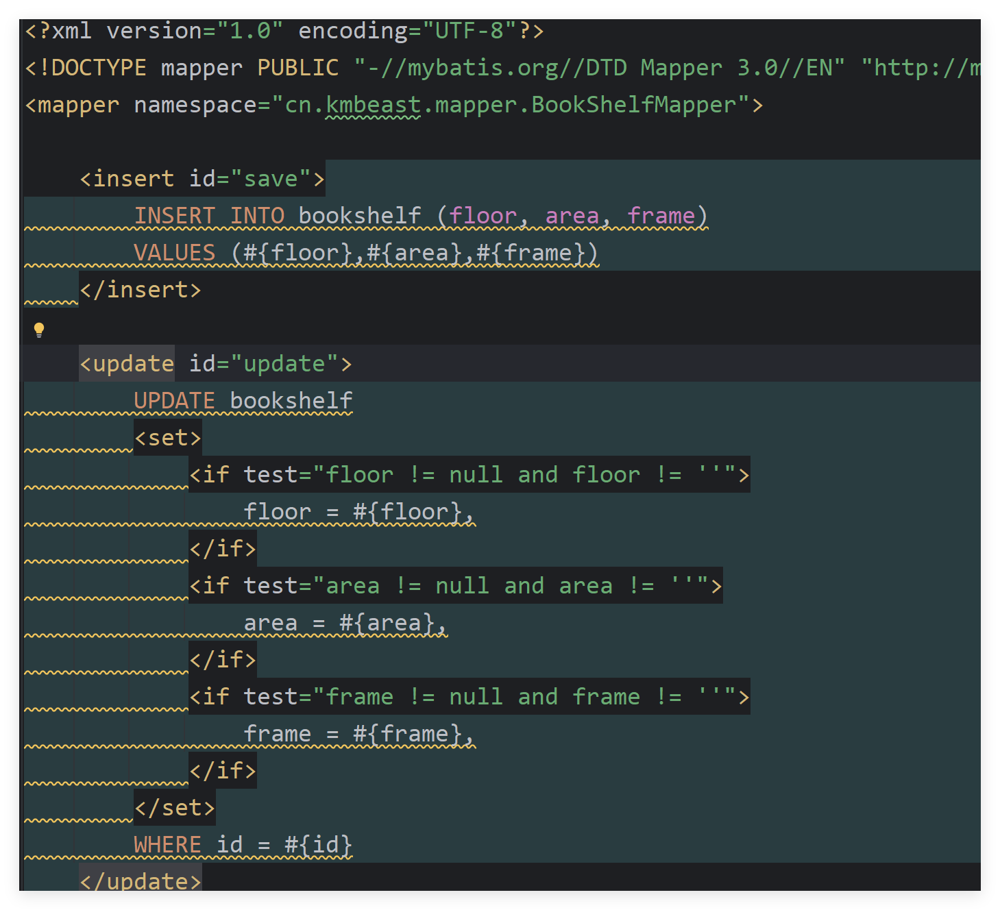 <?xml version="1.0" encoding="UTF-8"?>
<!DOCTYPE mapper PUBLIC "-//mybatis.org//DTD Mapper 3.0//EN" "http://m
<mapper namespace="cn.kmbeast.mapper.BookShelfMapper">
<insert id="save">
INSERT INTO bookshelf (floor, area, frame)
VALUES (#{floor},#{area},#{frame})
</insert>
<update id="update">
UPDATE bookshelf
<set>
<if test="floor != null and floor != ''">
floor = #{floor},
</if>
<if test="area != null and area != ''">
area = #{area},
</if>
<if test="frame != null and frame != ''">
frame = #{frame},
</if>
</set>
WHERE id = #{id}
</update>